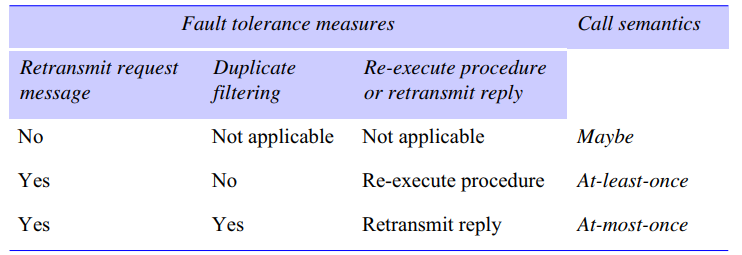 Fault tolerance measures Call semantics
Retransmit request Duplicate Re-execute procedure
message filtering or retransmit reply
No Not applicable Not applicable Maybe
Yes No Re-execute procedure At-least-once
Yes Yes Retransmit reply At-most-once